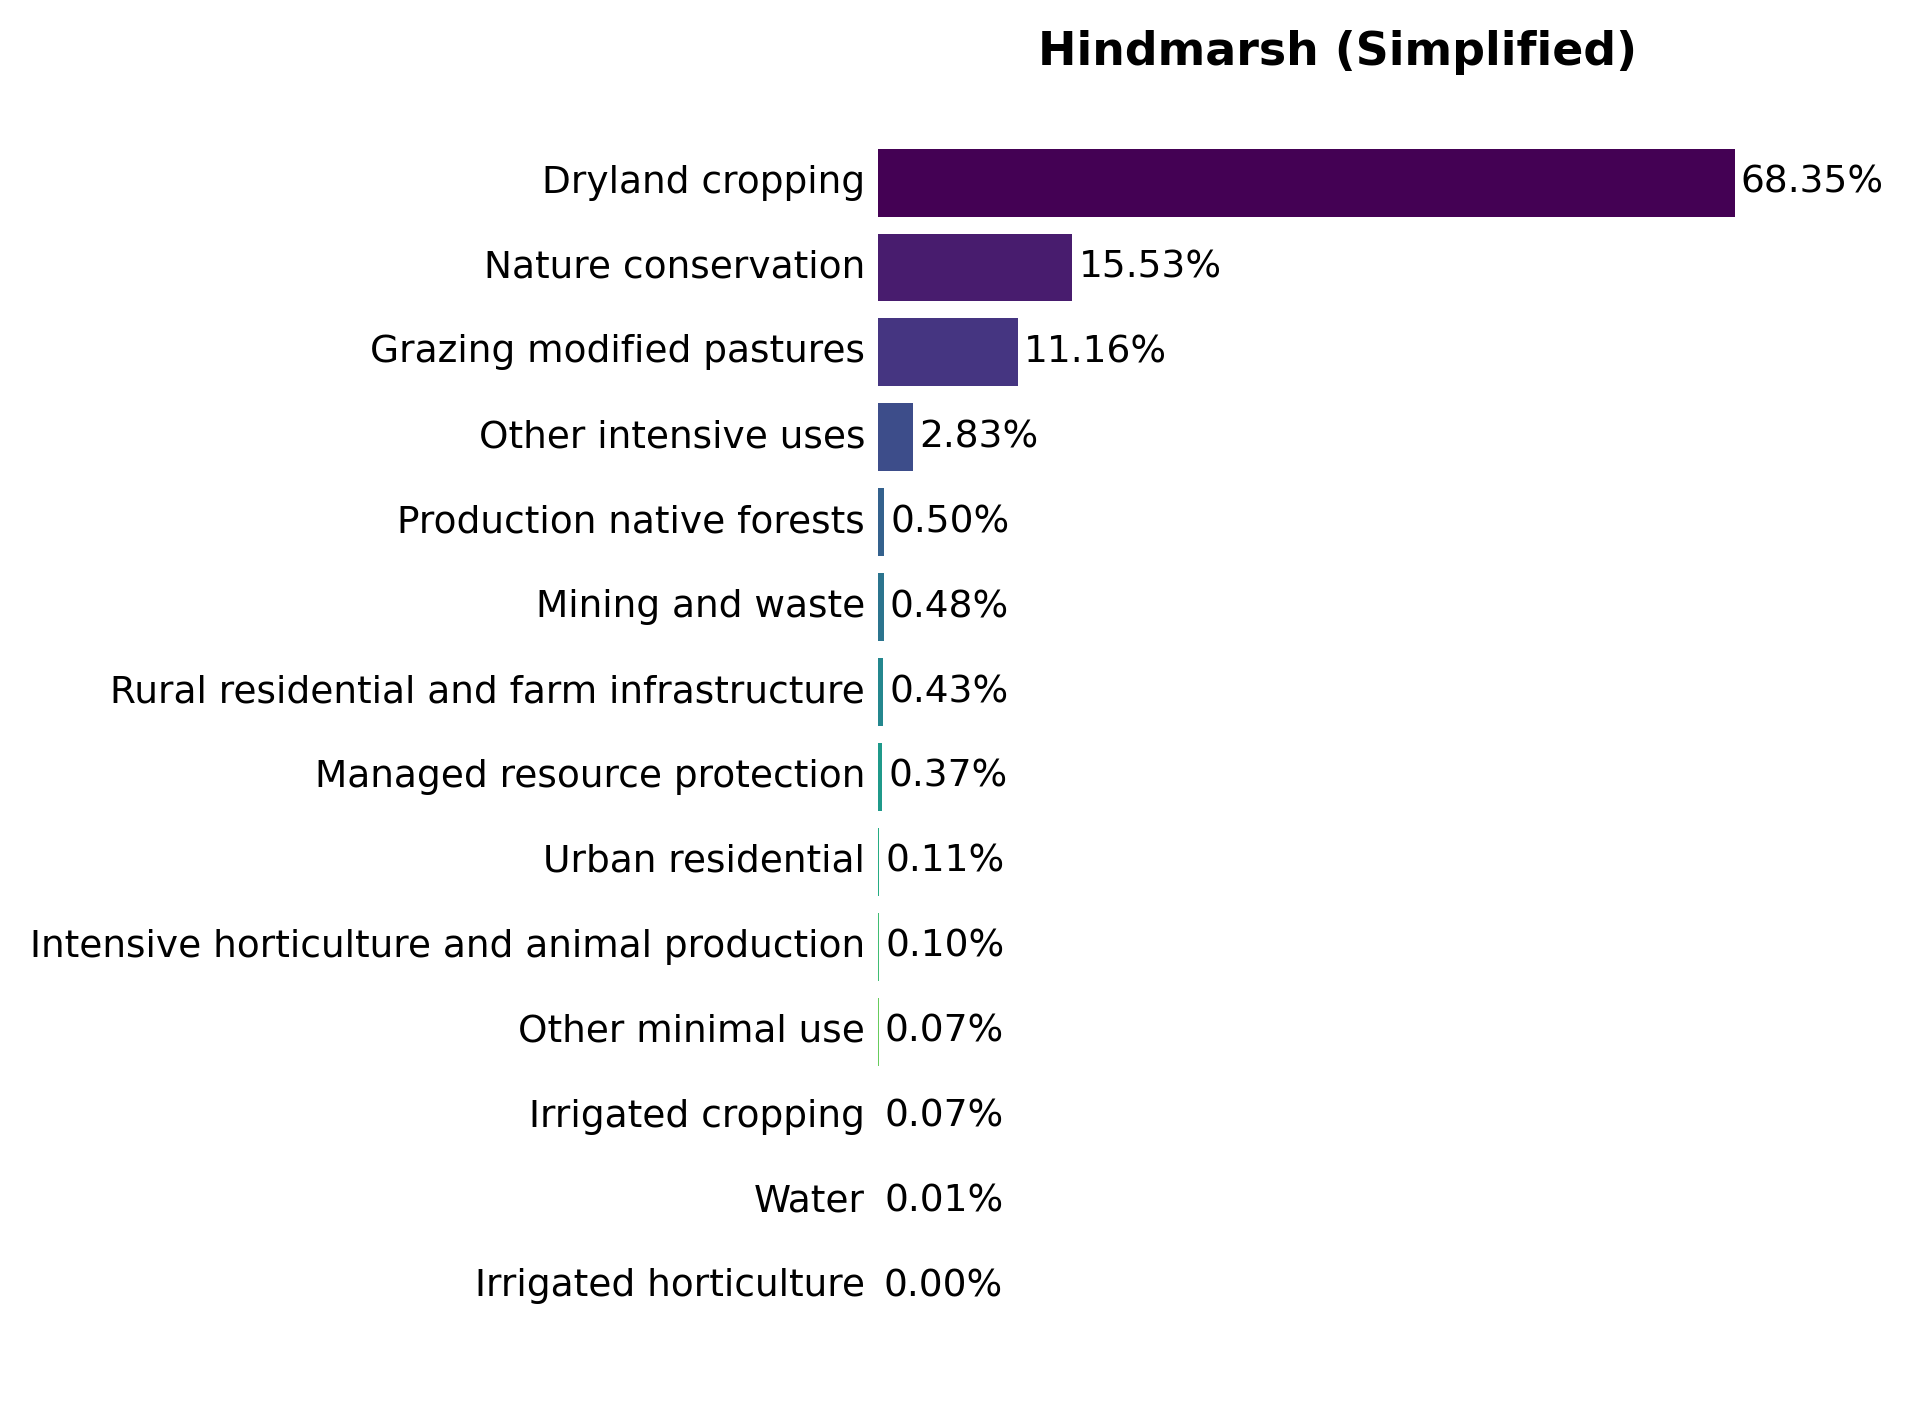 Hindmarsh (Simplified)
Dryland cropping 68.35%
Nature conservation 15.53%
Grazing modified pastures 11.16%
Other intensive uses 2.83%
Production native forests 0.50%
Mining and waste 0.48%
Rural residential and farm infrastructure 0.43%
Managed resource protection 0.37%
Urban residential 0.11%
Intensive horticulture and animal production 0.10%
Other minimal use 0.07%
Irrigated cropping 0.07%
Water 0.01%
Irrigated horticulture 0.00%